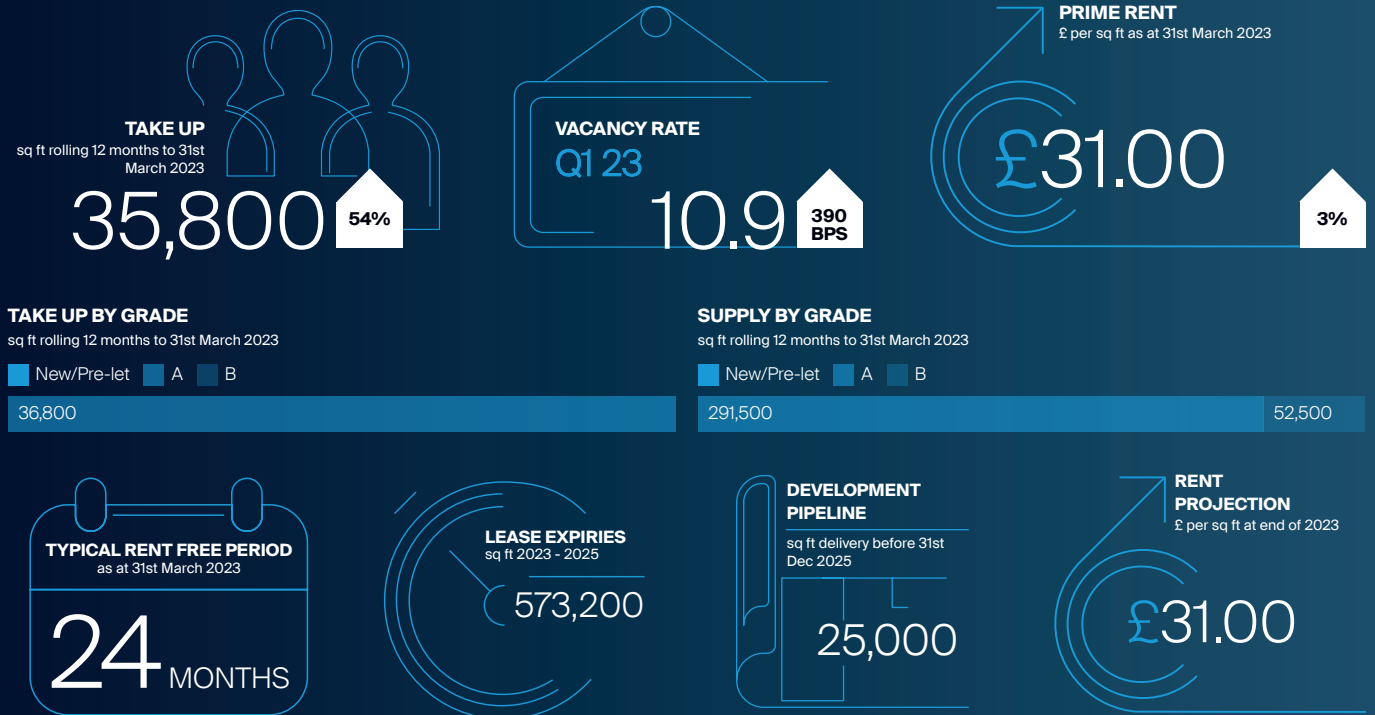 TAKE UP
sq ft rolling 12 months to 31st
March 2023
35,800
54%
VACANCY RATE
Q1 23
10.9
390
BPS
PRIME RENT
£ per sq ft as at 31st March 2023
£31.00
3%
TAKE UP BY GRADE
sq ft rolling 12 months to 31st March 2023
New/Pre-let A B
36,800
SUPPLY BY GRADE
sq ft rolling 12 months to 31st March 2023
New/Pre-let A B
291,500 52,500
TYPICAL RENT FREE PERIOD
as at 31st March 2023
24 MONTHS
LEASE EXPIRIES
sq ft 2023 - 2025
573,200
DEVELOPMENT
PIPELINE
sq ft delivery before 31st
Dec 2025
25,000
RENT
PROJECTION
£ per sq ft at end of 2023
£31.00